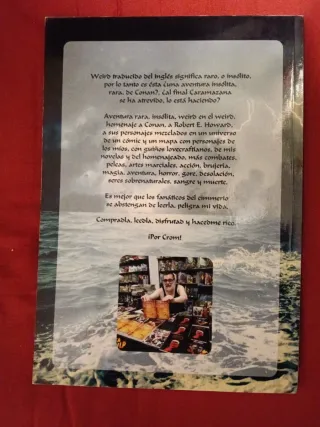 Weird traducido del inglés significa raro, o insólito,
por lo tanto es ésta ¿una aventura insólita,
rara, de Conan?, ¿al final Caramazana
se ha atrevido, lo está haciendo?
Aventura rara, insólita, weird en el weird,
homenaje a Conan, a Robert E. Howard,
a sus personajes mezclados en un universo
de un cómic y un mapa con personajes de
los míos, con guiños lovecraftianos, de mis
novelas y del homenajeado, más combates,
peleas, artes marciales, acción, brujería,
magia, aventura, horror, gore, desolación,
seres sobrenaturales, sangre y muerte.
Es mejor que los fanáticos del cimmerio
se abstengan de leerla, peligra mi vida.
Compradla, leedla, disfrutad y hacedme rico.
¡Por Crom!